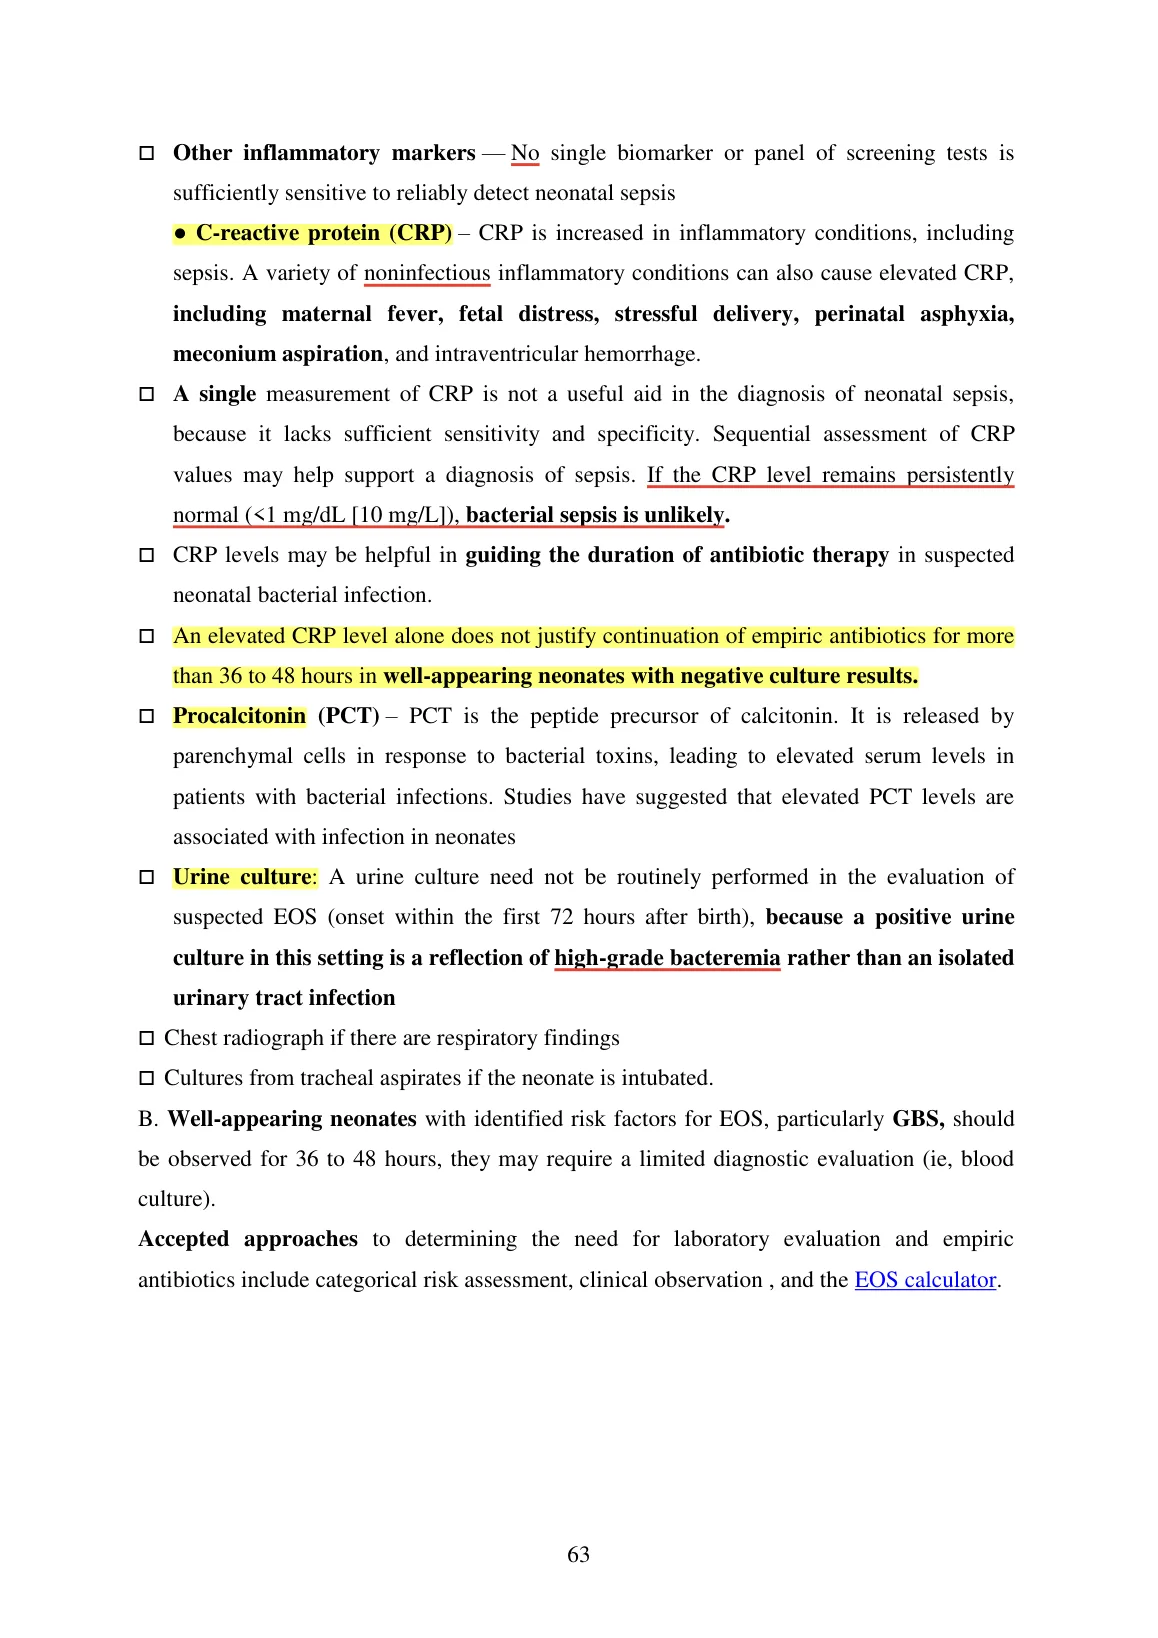 □ Other inflammatory markers — No single biomarker or panel of screening tests is
sufficiently sensitive to reliably detect neonatal sepsis
● C-reactive protein (CRP) – CRP is increased in inflammatory conditions, including
sepsis. A variety of noninfectious inflammatory conditions can also cause elevated CRP,
including maternal fever, fetal distress, stressful delivery, perinatal asphyxia,
meconium aspiration, and intraventricular hemorrhage.
□ A single measurement of CRP is not a useful aid in the diagnosis of neonatal sepsis,
because it lacks sufficient sensitivity and specificity. Sequential assessment of CRP
values may help support a diagnosis of sepsis. If the CRP level remains persistently
normal (<1 mg/dL [10 mg/L]), bacterial sepsis is unlikely.
□ CRP levels may be helpful in guiding the duration of antibiotic therapy in suspected
neonatal bacterial infection.
□ An elevated CRP level alone does not justify continuation of empiric antibiotics for more
than 36 to 48 hours in well-appearing neonates with negative culture results.
□ Procalcitonin (PCT) – PCT is the peptide precursor of calcitonin. It is released by
parenchymal cells in response to bacterial toxins, leading to elevated serum levels in
patients with bacterial infections. Studies have suggested that elevated PCT levels are
associated with infection in neonates
□ Urine culture: A urine culture need not be routinely performed in the evaluation of
suspected EOS (onset within the first 72 hours after birth), because a positive urine
culture in this setting is a reflection of high-grade bacteremia rather than an isolated
urinary tract infection
□ Chest radiograph if there are respiratory findings
□ Cultures from tracheal aspirates if the neonate is intubated.
B. Well-appearing neonates with identified risk factors for EOS, particularly GBS, should
be observed for 36 to 48 hours, they may require a limited diagnostic evaluation (ie, blood
culture).
Accepted approaches to determining the need for laboratory evaluation and empiric
antibiotics include categorical risk assessment, clinical observation , and the EOS calculator.
63